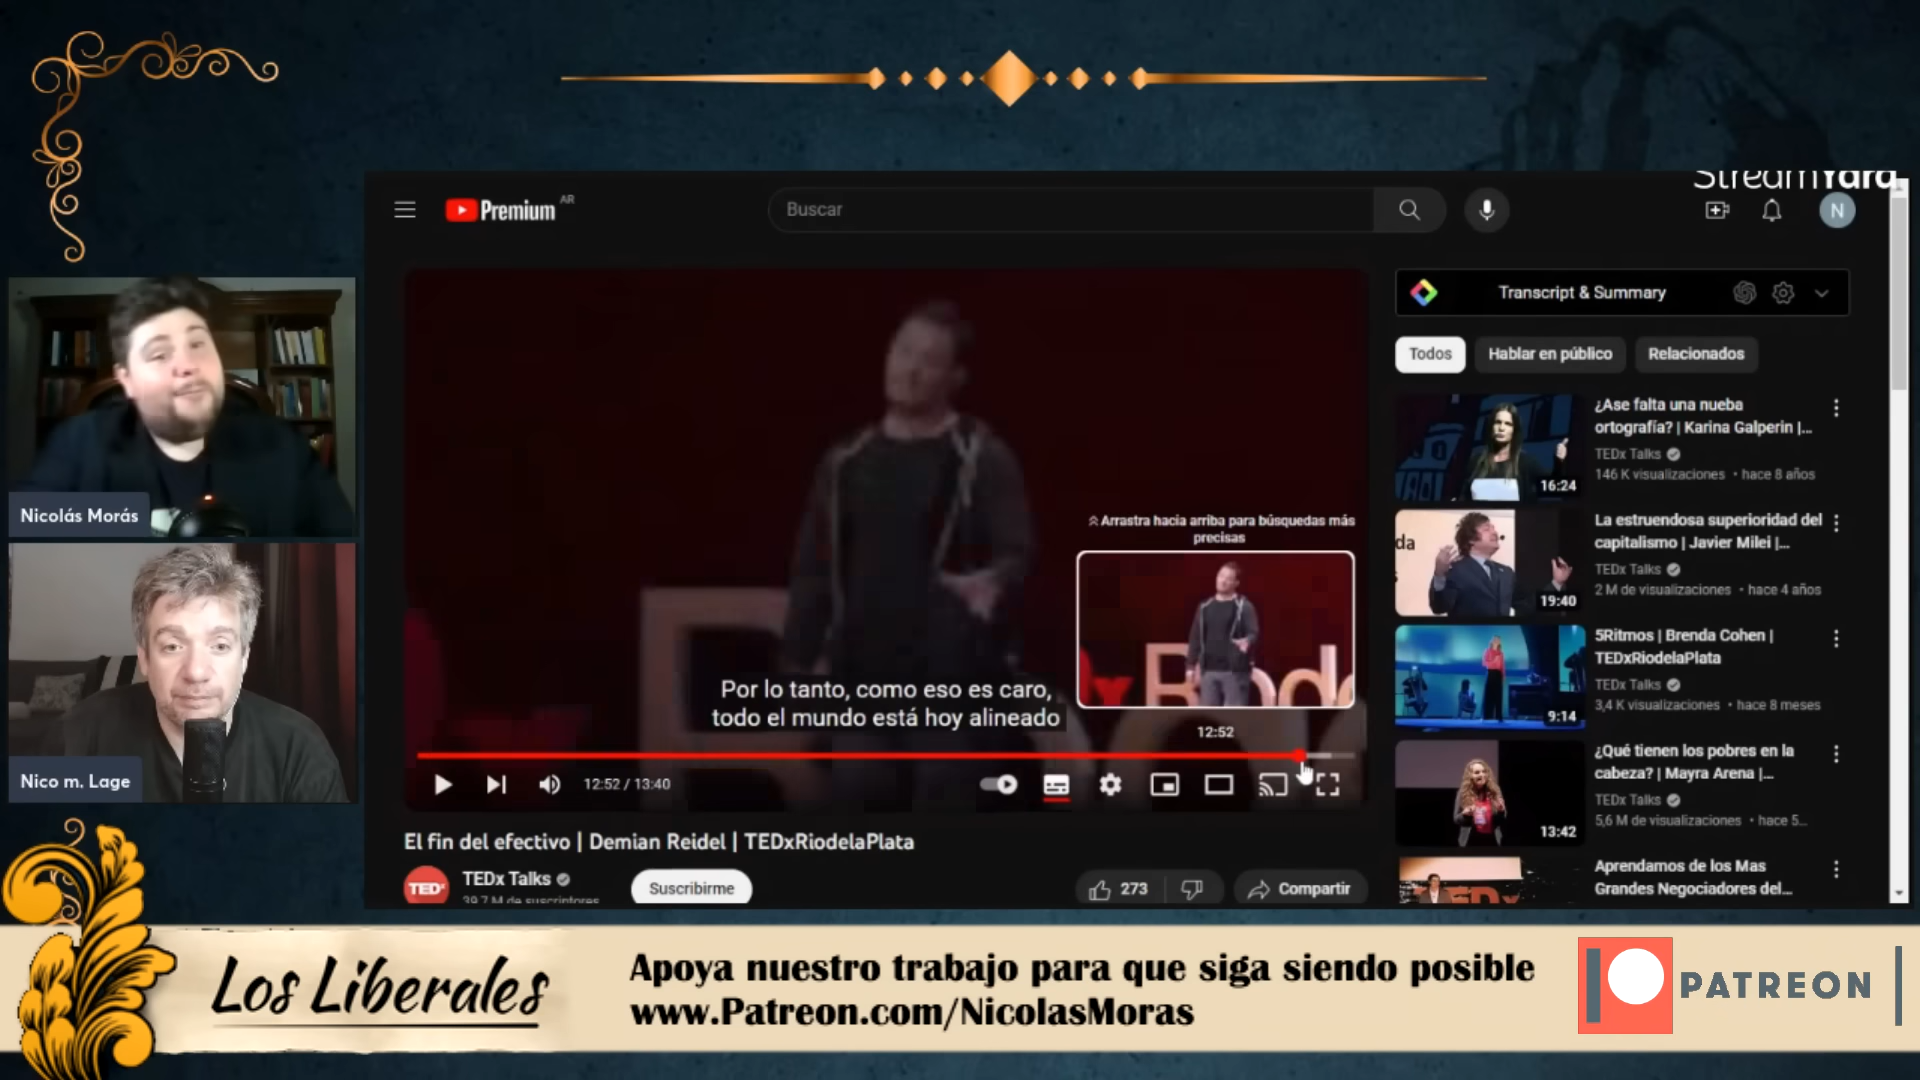 StreamYard
Premium AR
Buscar
N
Transcript & Summary
Todos
Hablar en público
Relacionados
¿Ase falta una nueba
ortografía? | Karina Galperin |...
TEDx Talks
146 K visualizaciones • hace 8 años
16:24
La estruendosa superioridad del
capitalismo | Javier Milei |...
TEDx Talks
2 M de visualizaciones • hace 4 años
da
19:40
5Ritmos | Brenda Cohen |
TEDxRiodelaPlata
TEDx Talks
3,4 K visualizaciones • hace 8 meses
9:14
¿Qué tienen los pobres en la
cabeza? | Mayra Arena |...
TEDx Talks
5,6 M de visualizaciones • hace 5...
13:42
Aprendamos de los Mas
Grandes Negociadores del...
Nicolás Morás
Nico m. Lage
Arrastra hacia arriba para búsquedas más
precisas
x Riode
12:52
Por lo tanto, como eso es caro,
todo el mundo está hoy alineado
12:52 / 13:40
El fin del efectivo | Demian Reidel | TEDxRiodelaPlata
TEDx
TEDx Talks
39,7 M de suscriptores
Suscribirme
273
Compartir
Los Liberales
Apoya nuestro trabajo para que siga siendo posible
www.Patreon.com/NicolasMoras
PATREON